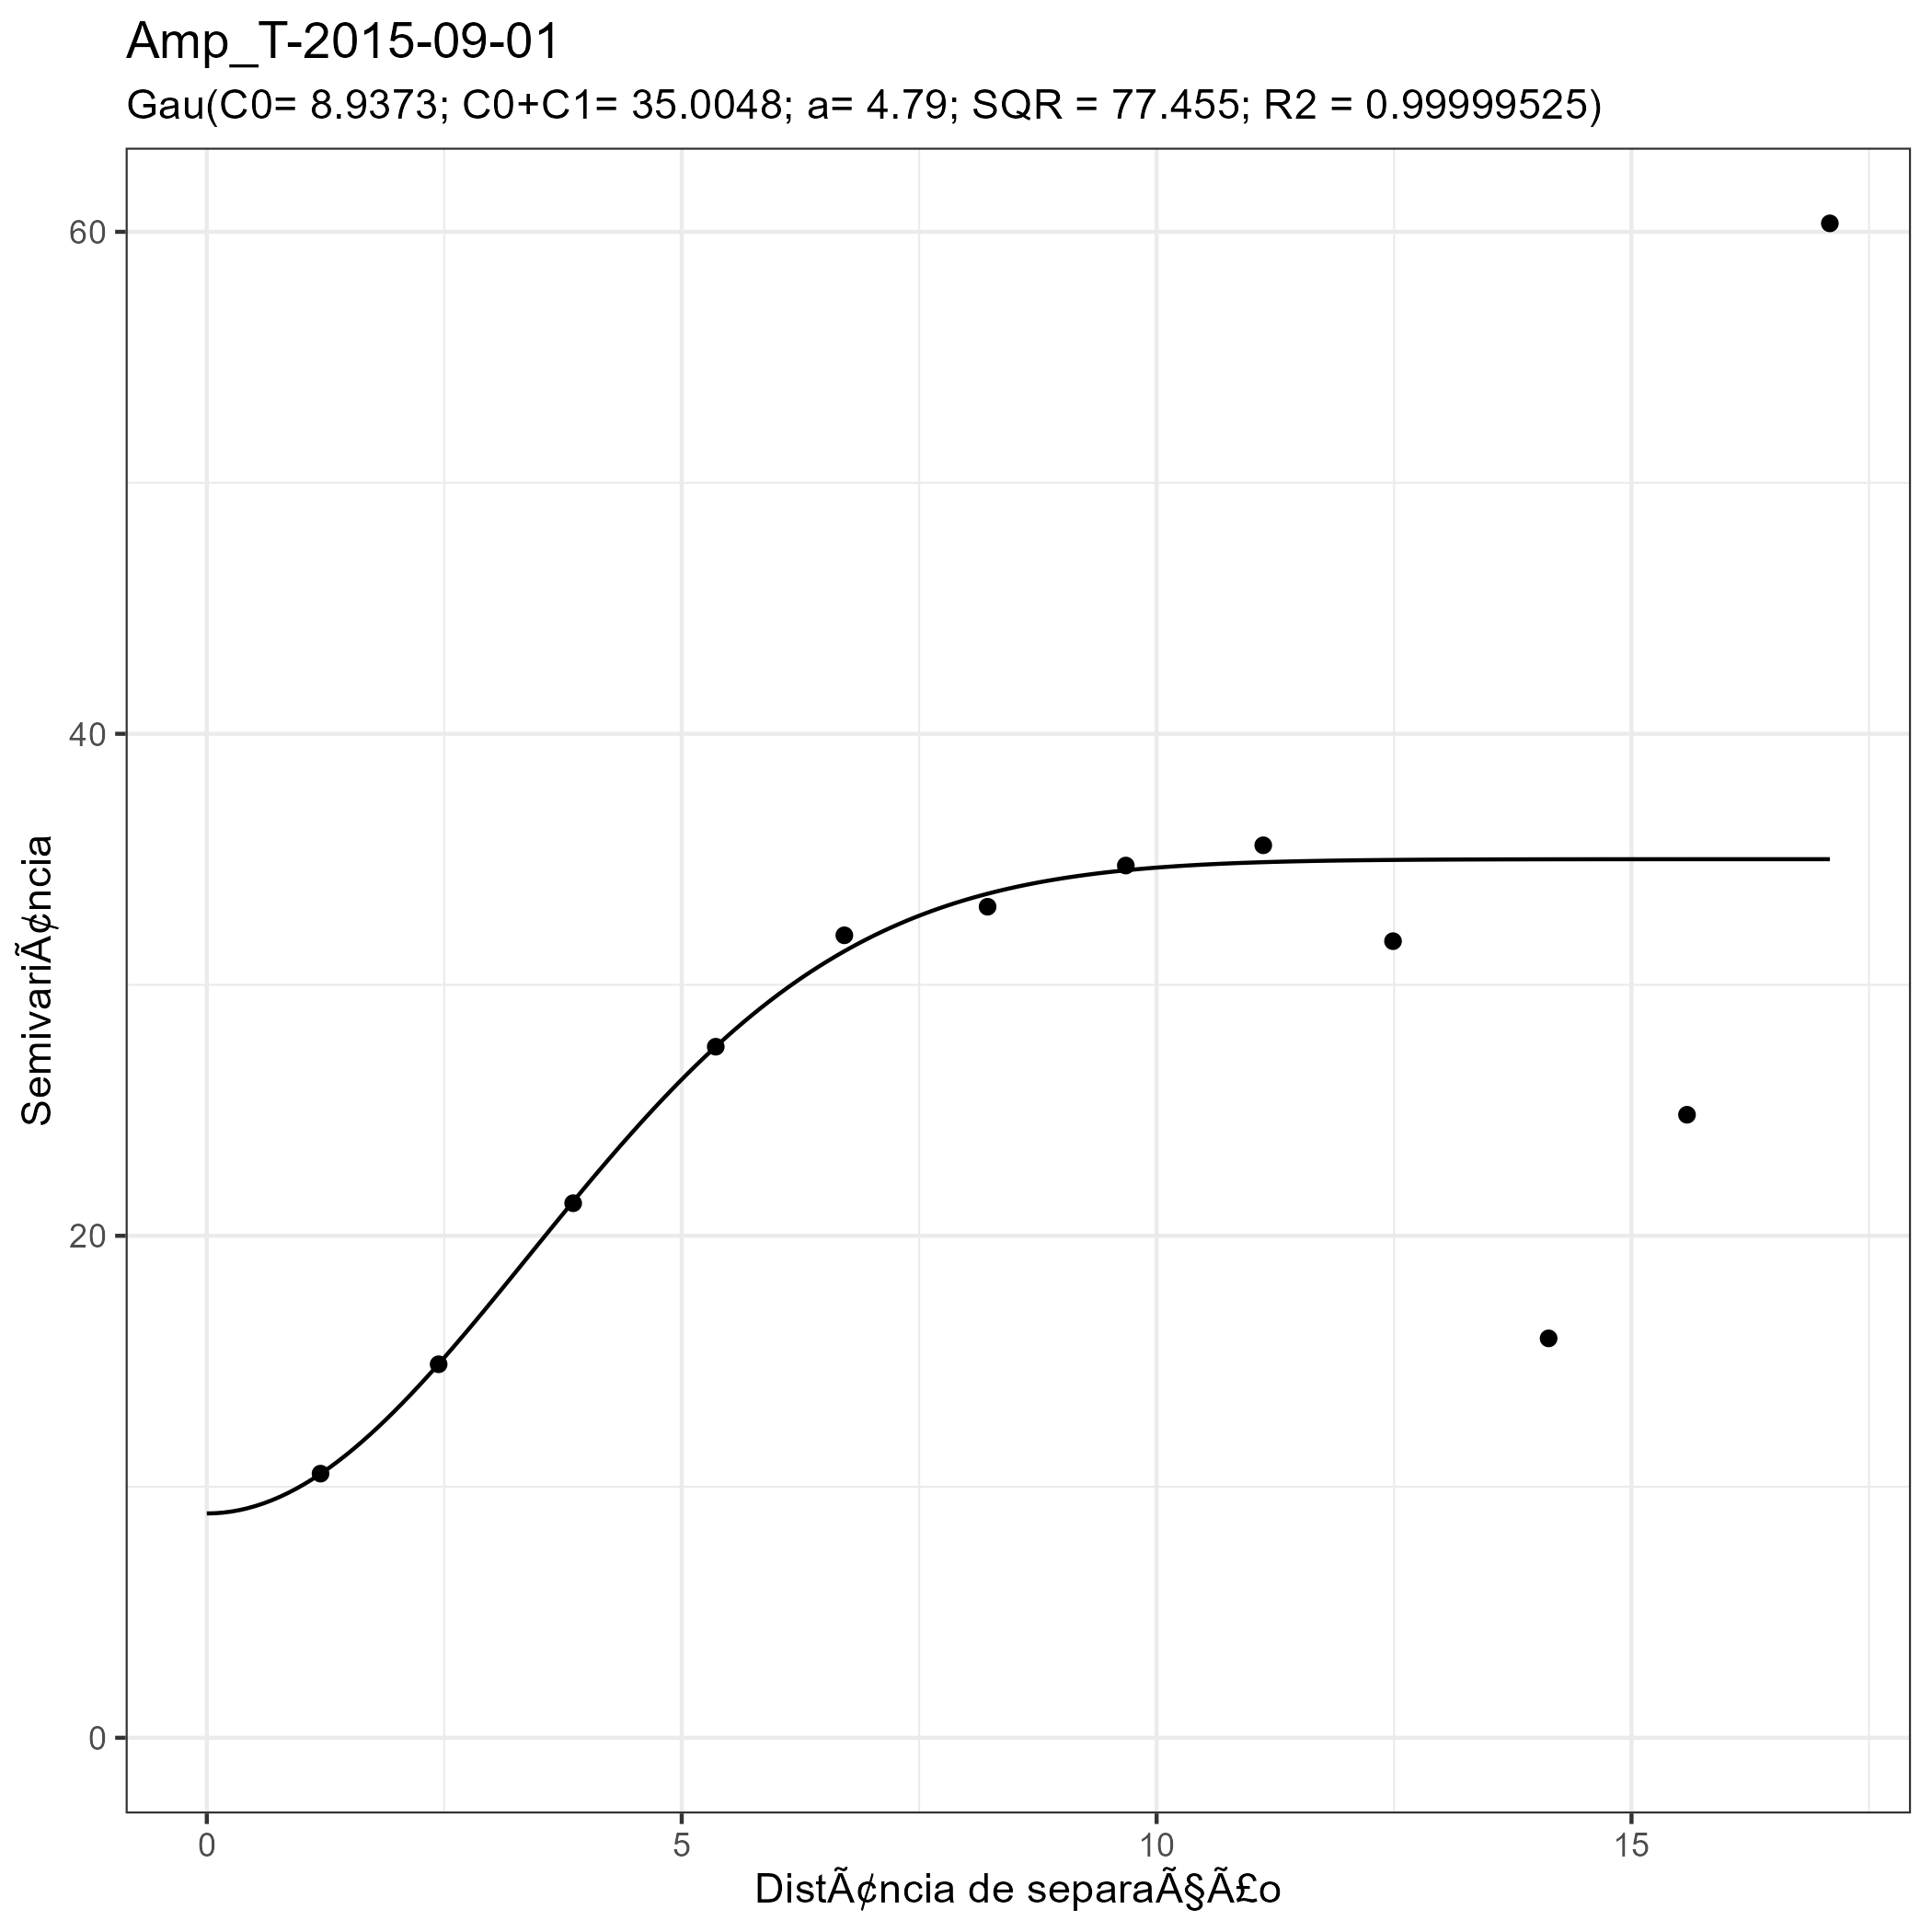 Amp_T-2015-09-01
Gau(C0= 8.9373; C0+C1= 35.0048; a= 4.79; SQR = 77.455; R2 = 0.99999525)
60
40
20
0
SemivariÃ¢ncia
0 5 10 15
DistÃ¢ncia de separaÃ§Ã£o